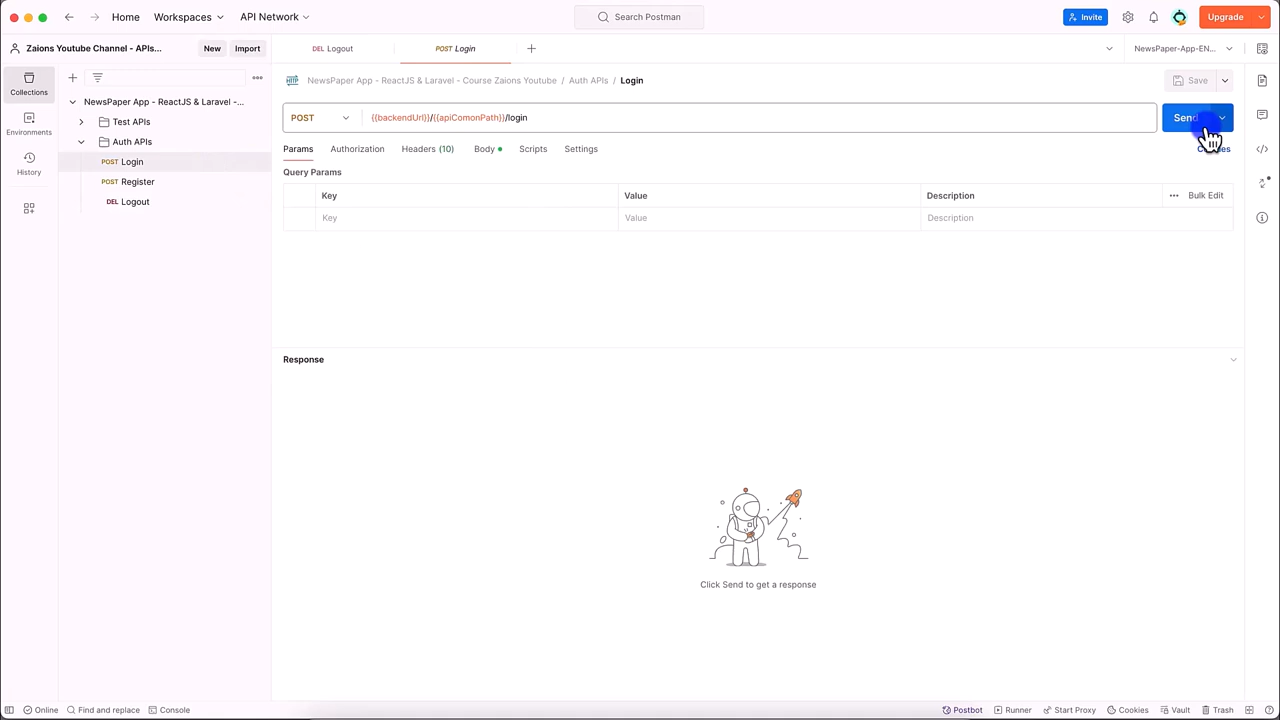 Home Workspaces API Network Search Postman Invite Upgrade
Zaions Youtube Channel - APIs... New Import DEL Logout POST Login NewsPaper-App-EN...
Collections
Environments
History
NewsPaper App - ReactJS & Laravel -...
Test APIs
Auth APIs
POST Login
POST Register
DEL Logout
HTTP NewsPaper App - ReactJS & Laravel - Course Zaions Youtube / Auth APIs / Login Save
POST {{backendUrl}}/{{apiComonPath}}/login Send
Params Authorization Headers (10) Body Scripts Settings
Query Params
Key Value Description Bulk Edit
Key Value Description
Response
Click Send to get a response
Online Find and replace Console Postbot Runner Start Proxy Cookies Vault Trash